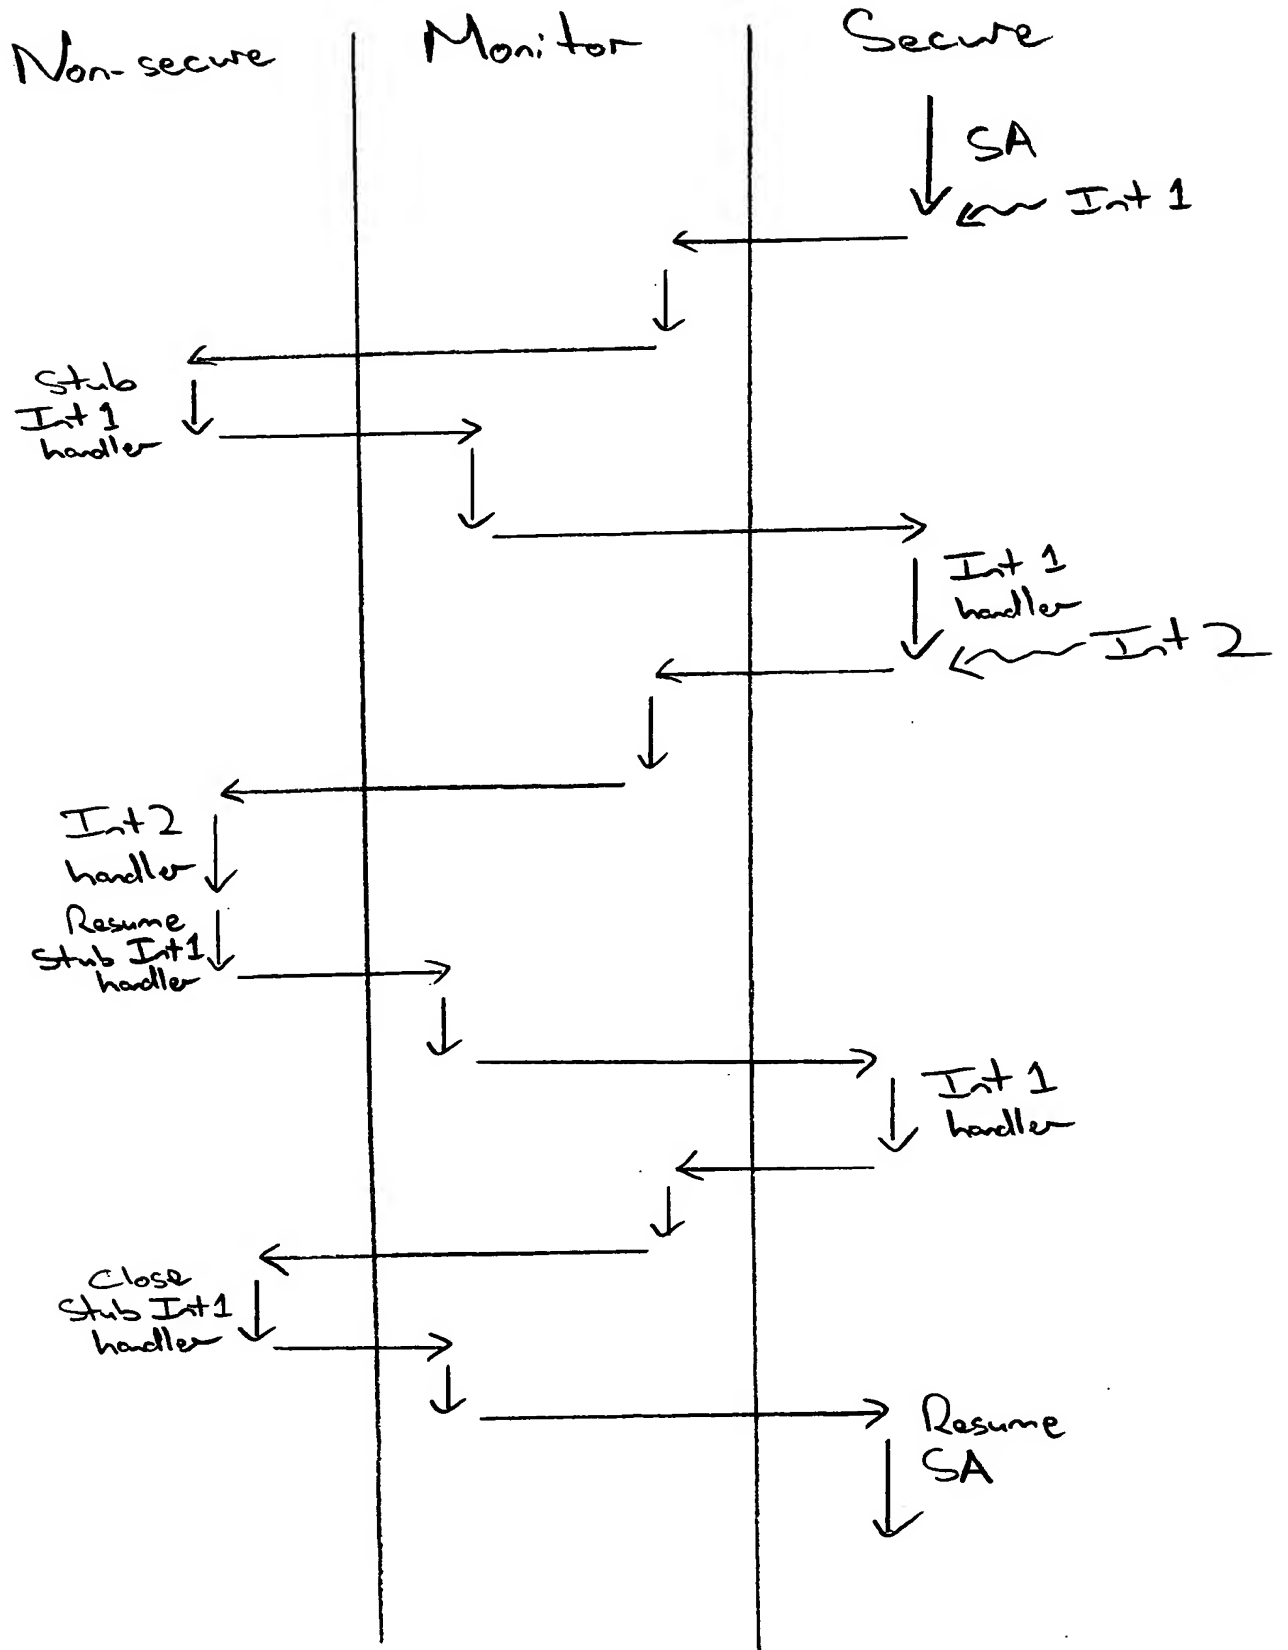 Non-secure
Monitor
Secure
SA
Int 1
Stub
Int 1
handler
Int 1
handler
Int 2
Int 2
handler
Resume
Stub Int 1
handler
Int 1
handler
Close
Stub Int 1
handler
Resume
SA